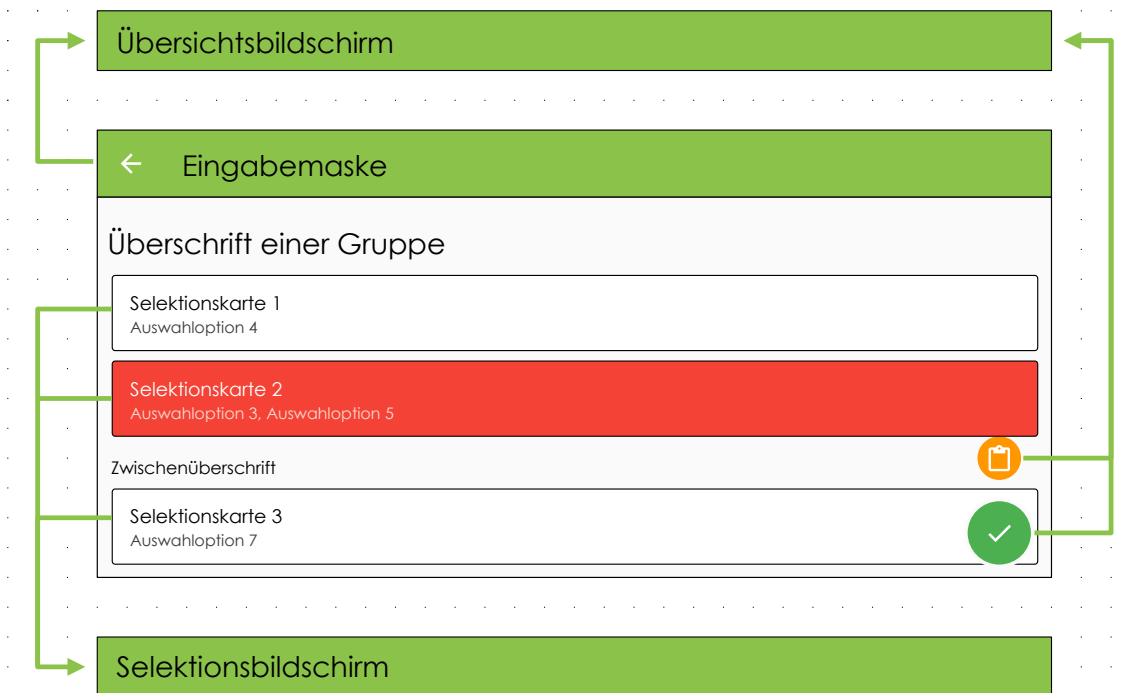 Übersichtsbildschirm
Eingabemaske
Überschrift einer Gruppe
Selektionskarte 1
Auswahloption 4
Selektionskarte 2
Auswahloption 3, Auswahloption 5
Zwischenüberschrift
Selektionskarte 3
Auswahloption 7
Selektionsbildschirm